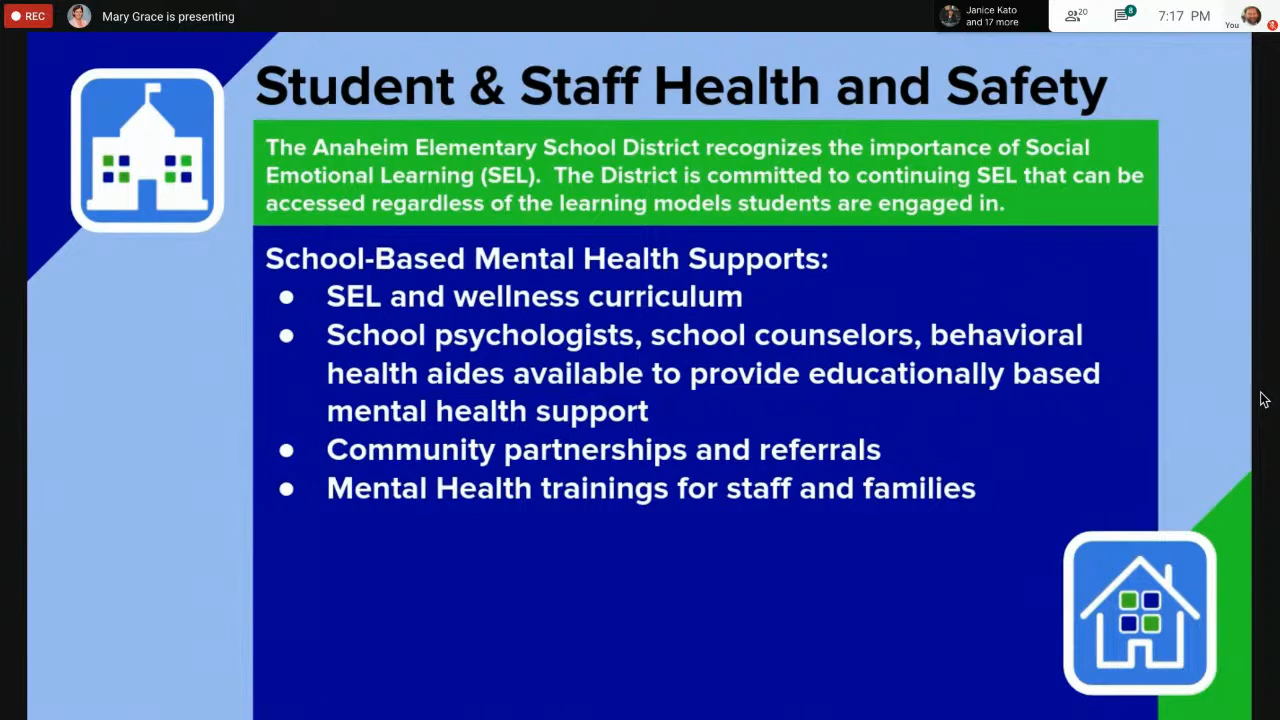 REC
Mary Grace is presenting
Janice Kato
and 17 more
20
8
7:17 PM
You
Student & Staff Health and Safety
The Anaheim Elementary School District recognizes the importance of Social
Emotional Learning (SEL). The District is committed to continuing SEL that can be
accessed regardless of the learning models students are engaged in.
School-Based Mental Health Supports:
● SEL and wellness curriculum
● School psychologists, school counselors, behavioral
health aides available to provide educationally based
mental health support
● Community partnerships and referrals
● Mental Health trainings for staff and families